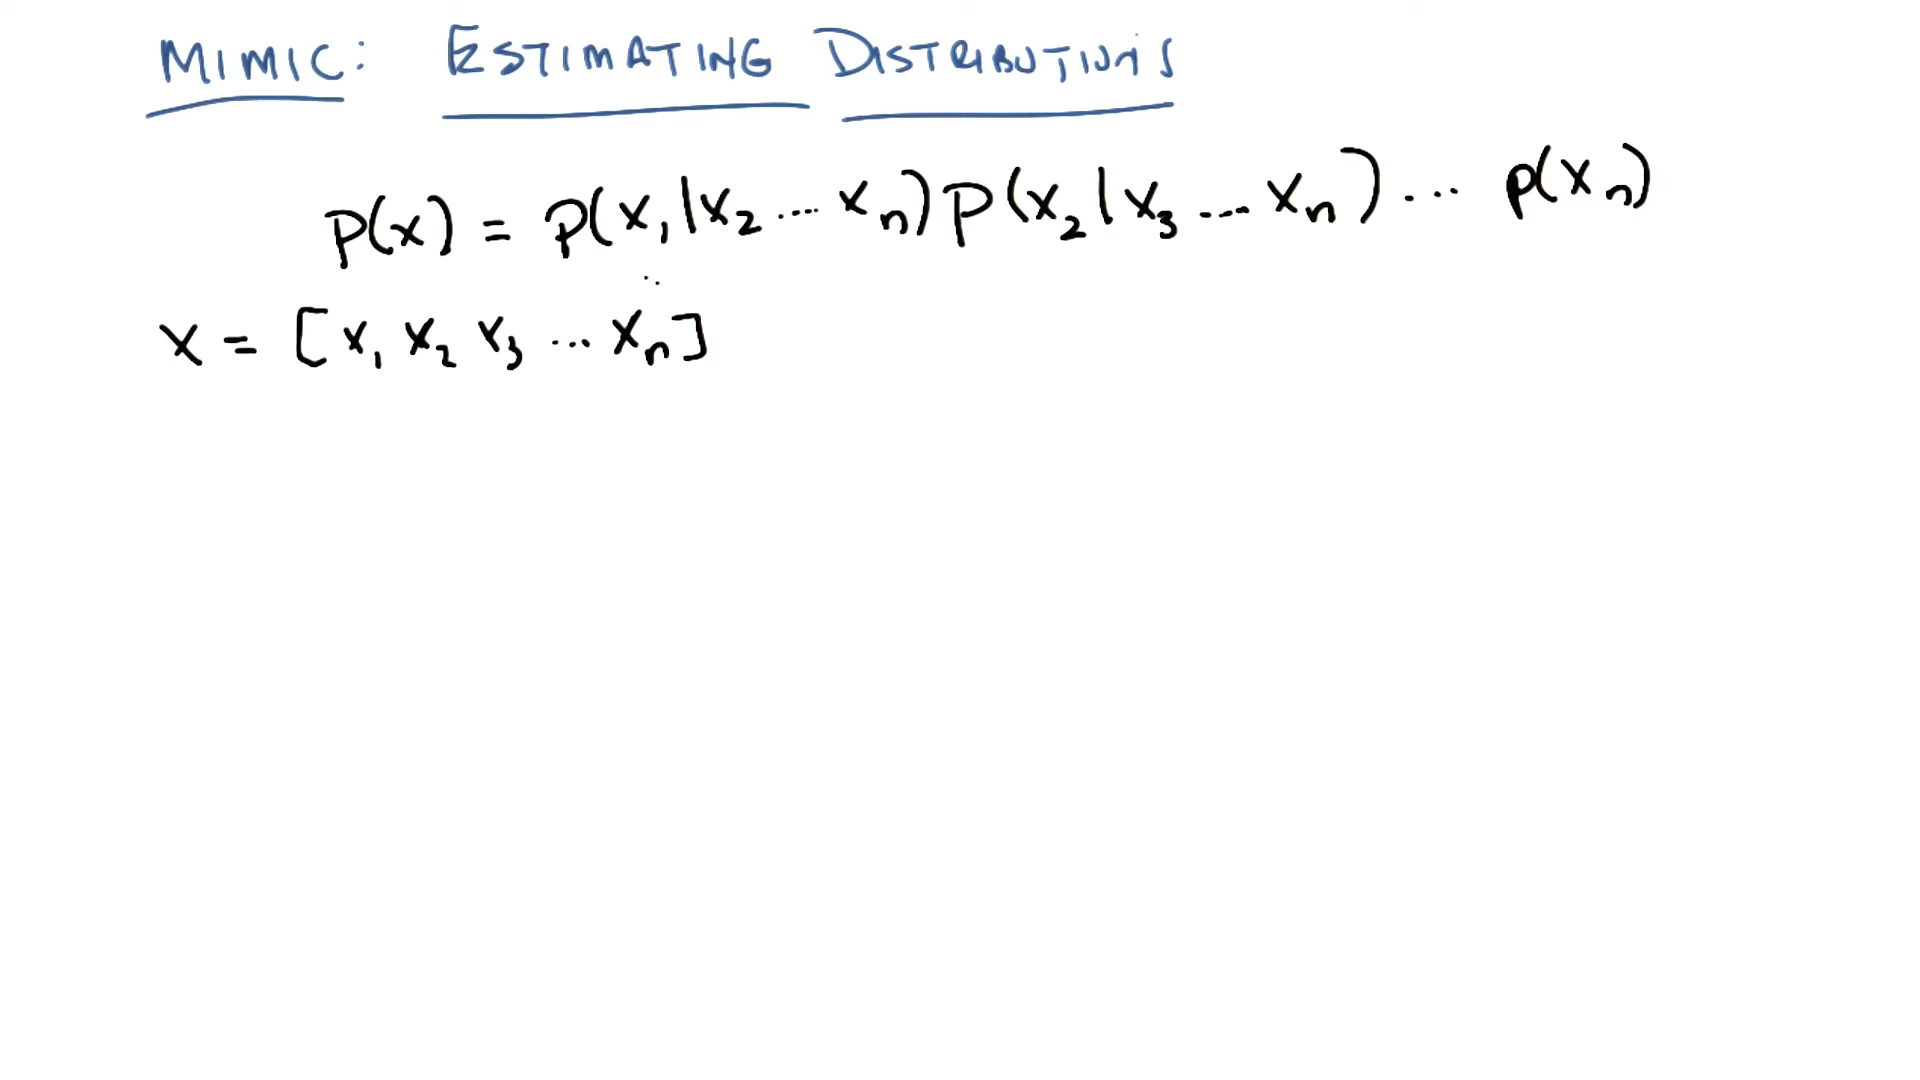 MIMIC: ESTIMATING DISTRIBUTIONS
P(x) = P(x₁|x₂ .... xₙ) P(x₂|x₃ .... xₙ) ... p(xₙ)
x = [x₁ x₂ x₃ ... xₙ]